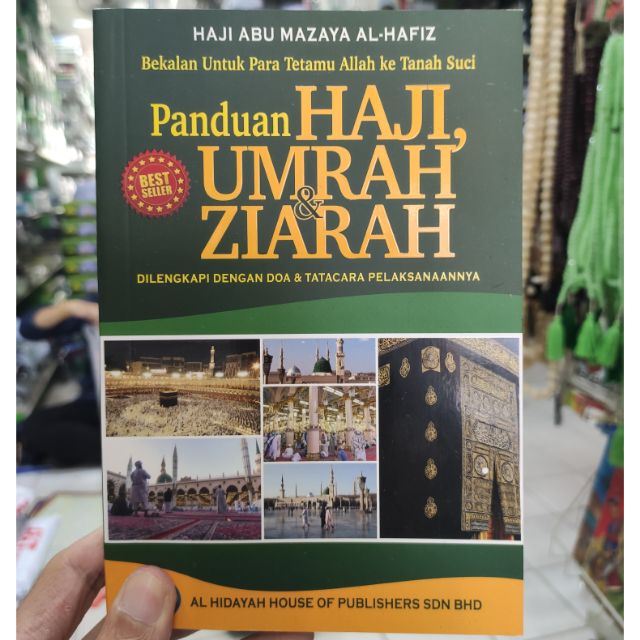 HAJI ABU MAZAYA AL-HAFIZ
Bekalan Untuk Para Tetamu Allah ke Tanah Suci
Panduan HAJI,
UMRAH
&
ZIARAH
BEST
SELLER
DILENGKAPI DENGAN DOA & TATACARA PELAKSANAANNYA
AL HIDAYAH HOUSE OF PUBLISHERS SDN BHD